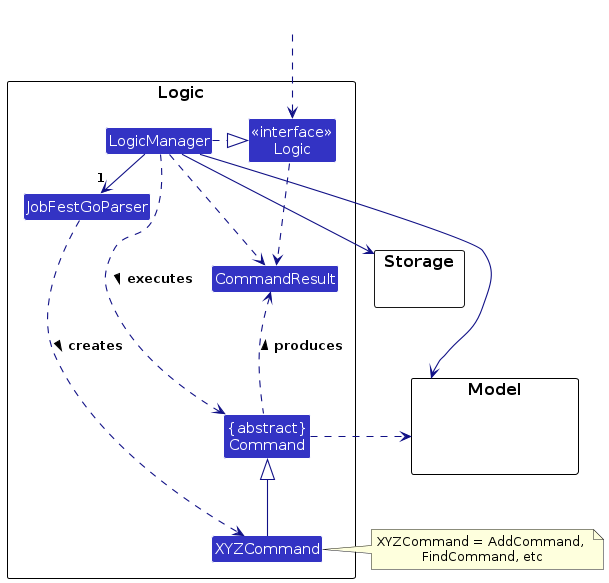 Logic
«interface»
Logic
LogicManager
1
JobFestGoParser
Storage
executes
CommandResult
creates
produces
Model
{abstract}
Command
XYZCommand
XYZCommand = AddCommand,
FindCommand, etc